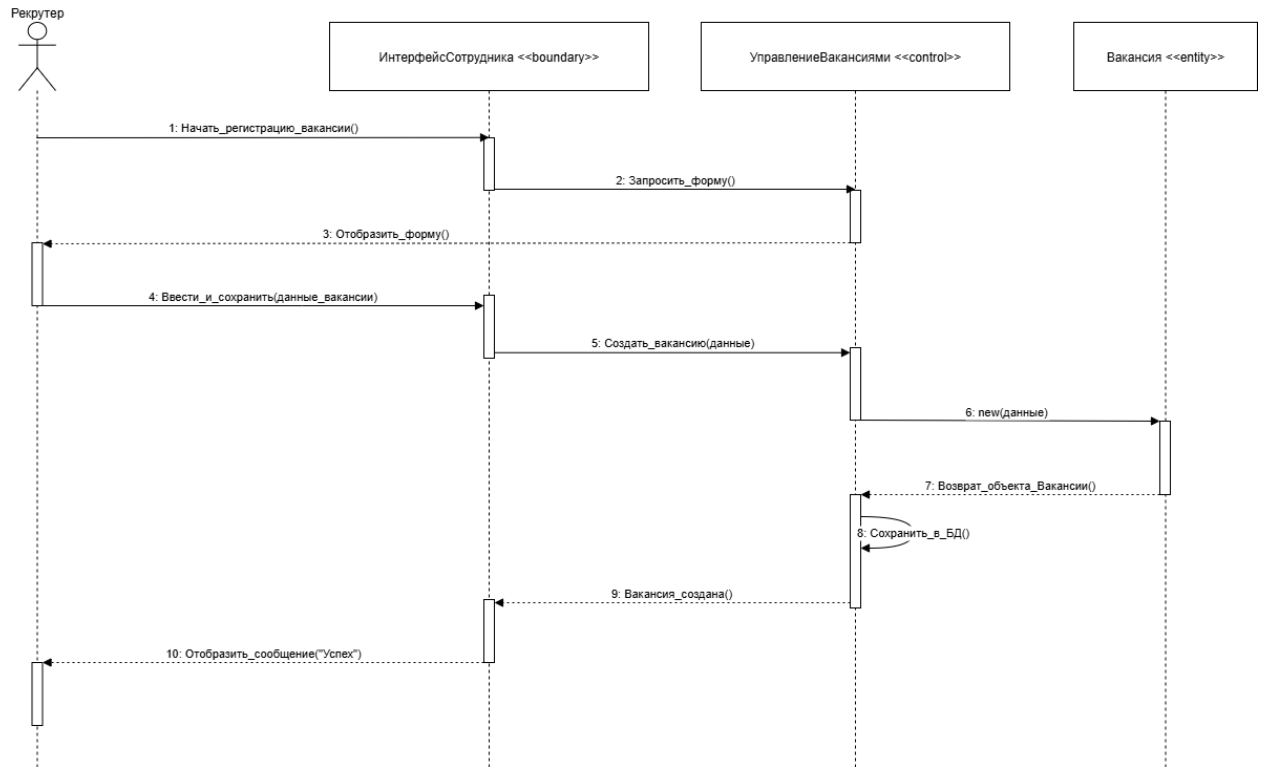 Рекрутер
ИнтерфейсСотрудника <<boundary>>
УправлениеВакансиями <<control>>
Вакансия <<entity>>
1: Начать_регистрацию_вакансии()
2: Запросить_форму()
3: Отобразить_форму()
4: Ввести_и_сохранить(данные_вакансии)
5: Создать_вакансию(данные)
6: new(данные)
7: Возврат_объекта_Вакансии()
8: Сохранить_в_БД()
9: Вакансия_создана()
10: Отобразить_сообщение("Успех")